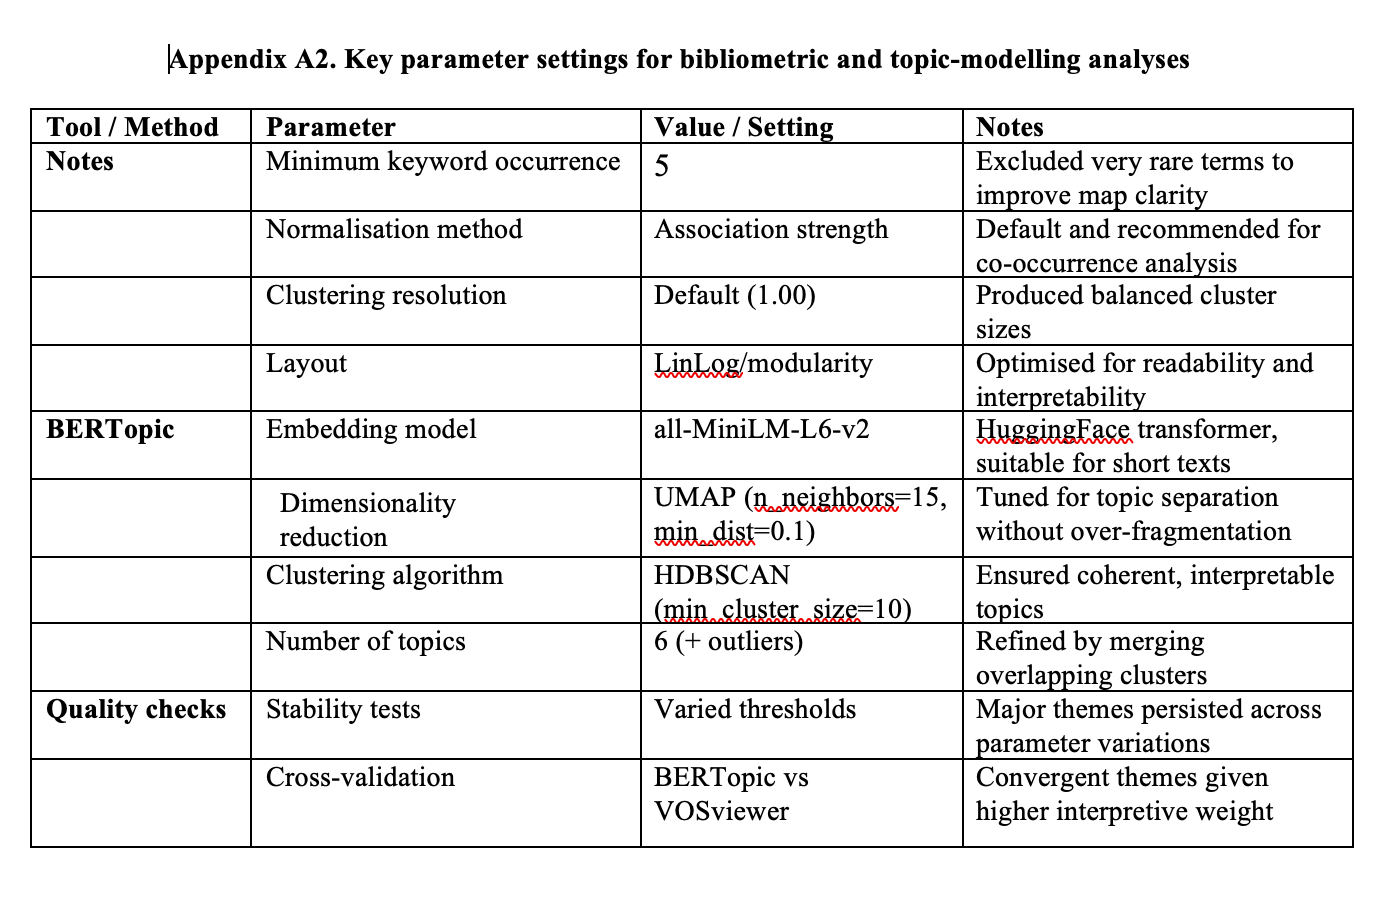 Appendix A2. Key parameter settings for bibliometric and topic-modelling analyses
Tool / Method Parameter Value / Setting Notes
Notes Minimum keyword occurrence 5 Excluded very rare terms to
improve map clarity
Normalisation method Association strength Default and recommended for
co-occurrence analysis
Clustering resolution Default (1.00) Produced balanced cluster
sizes
Layout LinLog/modularity Optimised for readability and
interpretability
BERTopic Embedding model all-MiniLM-L6-v2 HuggingFace transformer,
suitable for short texts
Dimensionality UMAP (n_neighbors=15, Tuned for topic separation
reduction min_dist=0.1) without over-fragmentation
Clustering algorithm HDBSCAN Ensured coherent, interpretable
(min_cluster_size=10) topics
Number of topics 6 (+ outliers) Refined by merging
overlapping clusters
Quality checks Stability tests Varied thresholds Major themes persisted across
parameter variations
Cross-validation BERTopic vs Convergent themes given
VOSviewer higher interpretive weight